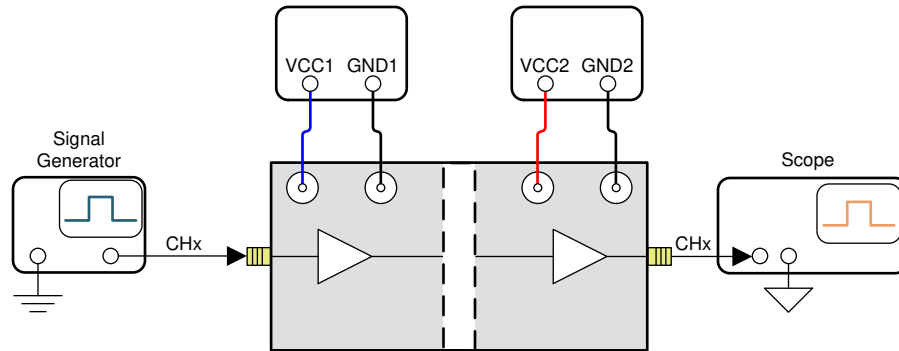 VCC1 GND1
VCC2 GND2
Signal
Generator
Scope
CHx
CHx